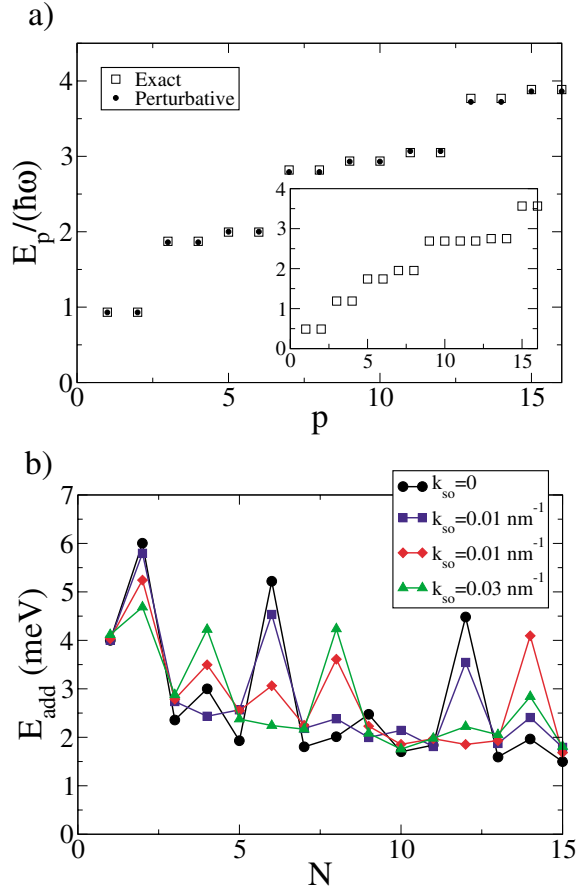 a)
E_p/(ħω)
4
3
2
1
0
□ Exact
• Perturbative
4
3
2
1
0
0 5 10 15
0 5 10 15
p
b)
E_add (meV)
7
6
5
4
3
2
1
0
k_so=0
k_so=0.01 nm⁻¹
k_so=0.01 nm⁻¹
k_so=0.03 nm⁻¹
0 5 10 15
N